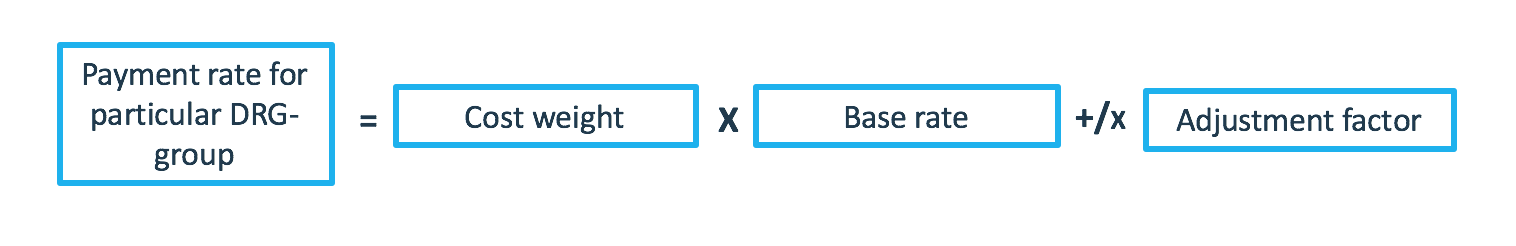 Payment rate for
particular DRG-
group
=
Cost weight
X
Base rate
+/x
Adjustment factor